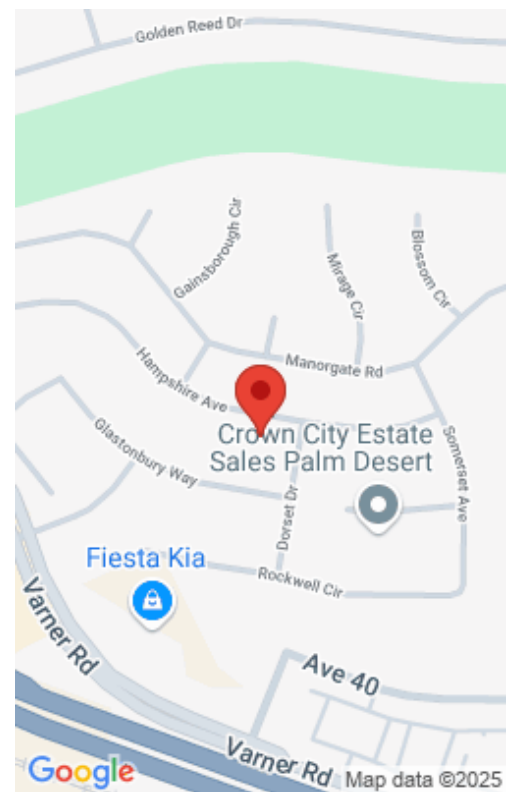 Golden Reed Dr
Gainsborough Cir
Mirage Cir
Blossom Cir
Manorgate Rd
Hampshire Ave
Crown City Estate
Sales Palm Desert
Glastonbury Way
Somerset Ave
Dorset Dr
Fiesta Kia
Rockwell Cir
Varner Rd
Ave 40
Varner Rd
Google
Map data ©2025